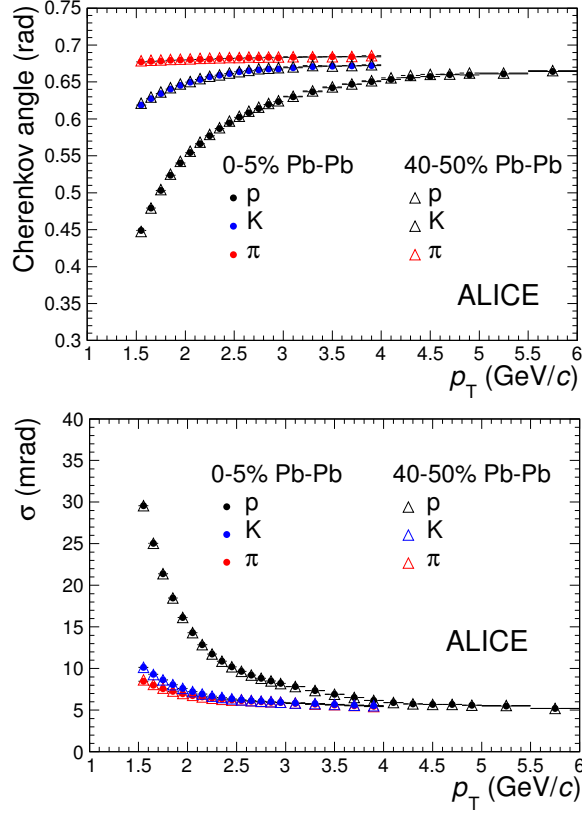 Cherenkov angle (rad)
0.75
0.7
0.65
0.6
0.55
0.5
0.45
0.4
0.35
0.3
0-5% Pb-Pb 40-50% Pb-Pb
p p
K K
π π
ALICE
1 1.5 2 2.5 3 3.5 4 4.5 5 5.5 6
p_T (GeV/c)
σ (mrad)
40
35
30
25
20
15
10
5
0
0-5% Pb-Pb 40-50% Pb-Pb
p p
K K
π π
ALICE
1 1.5 2 2.5 3 3.5 4 4.5 5 5.5 6
p_T (GeV/c)